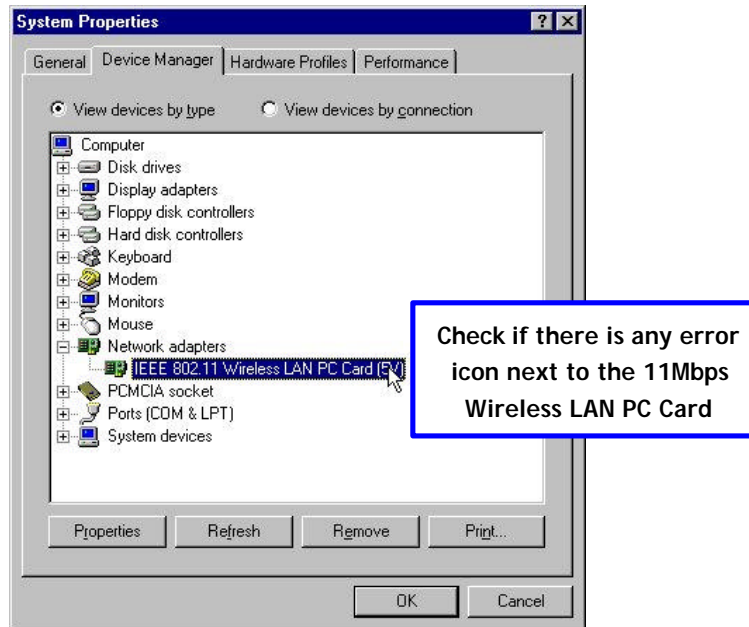 System Properties
General Device Manager Hardware Profiles Performance
View devices by type View devices by connection
Computer
Disk drives
Display adapters
Floppy disk controllers
Hard disk controllers
Keyboard
Modem
Monitors
Mouse
Network adapters
IEEE 802.11 Wireless LAN PC Card (5V)
PCMCIA socket
Ports (COM & LPT)
System devices
Check if there is any error
icon next to the 11Mbps
Wireless LAN PC Card
Properties Refresh Remove Print...
OK Cancel